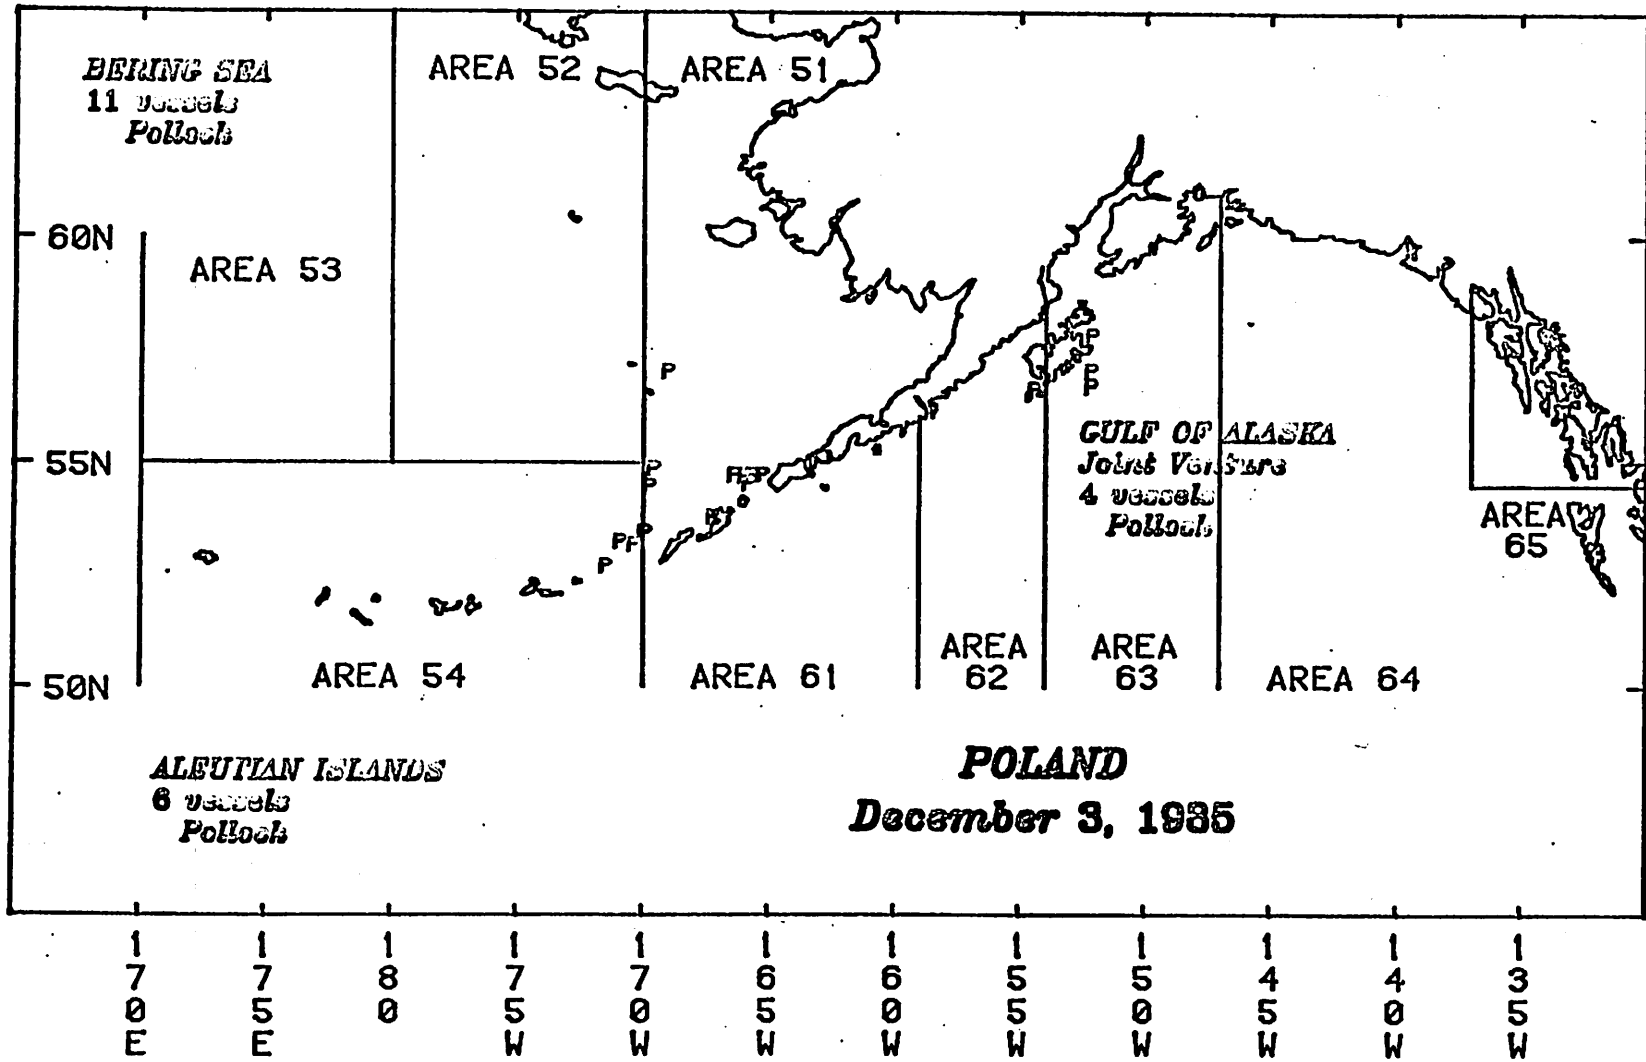 BERING SEA
11 vessels
Pollock
AREA 52
AREA 51
60N
AREA 53
P
P
P
P
55N
GULF OF ALASKA
Joint Venture
4 vessels
Pollock
AREA
65
P
P
50N
AREA 54
AREA 61
AREA
62
AREA
63
AREA 64
ALEUTIAN ISLANDS
6 vessels
Pollock
POLAND
December 3, 1985
170E
175E
180
175W
170W
165W
160W
155W
150W
145W
140W
135W